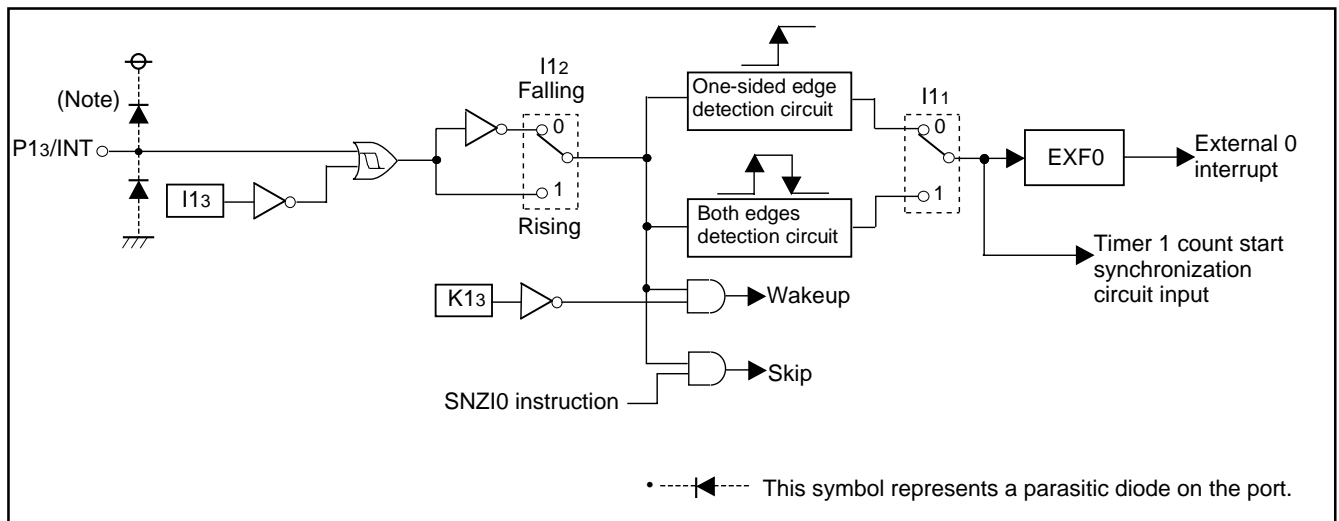 I12
Falling
0
1
Rising
(Note)
P13/INT
I13
One-sided edge
detection circuit
Both edges
detection circuit
I11
0
1
EXF0
External 0
interrupt
Timer 1 count start
synchronization
circuit input
K13
Wakeup
Skip
SNZI0 instruction
• This symbol represents a parasitic diode on the port.